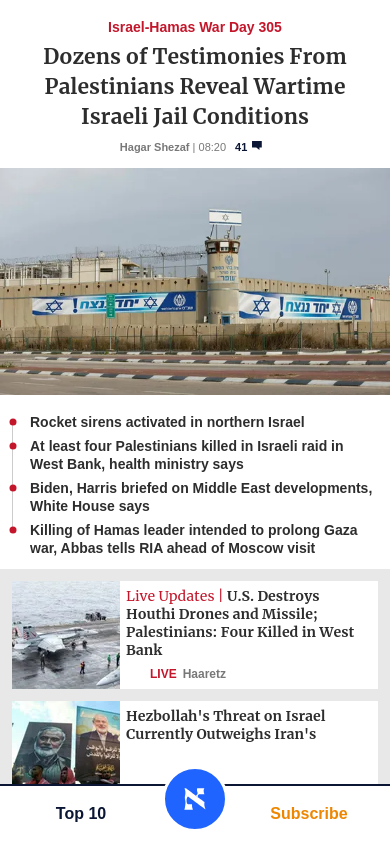 Israel-Hamas War Day 305
Dozens of Testimonies From
Palestinians Reveal Wartime
Israeli Jail Conditions
Hagar Shezaf | 08:20 41
יחד ננצח!
יחד ננצח!
Rocket sirens activated in northern Israel
At least four Palestinians killed in Israeli raid in
West Bank, health ministry says
Biden, Harris briefed on Middle East developments,
White House says
Killing of Hamas leader intended to prolong Gaza
war, Abbas tells RIA ahead of Moscow visit
Live Updates | U.S. Destroys
Houthi Drones and Missile;
Palestinians: Four Killed in West
Bank
LIVE Haaretz
Hezbollah's Threat on Israel
Currently Outweighs Iran's
Top 10
א
Subscribe